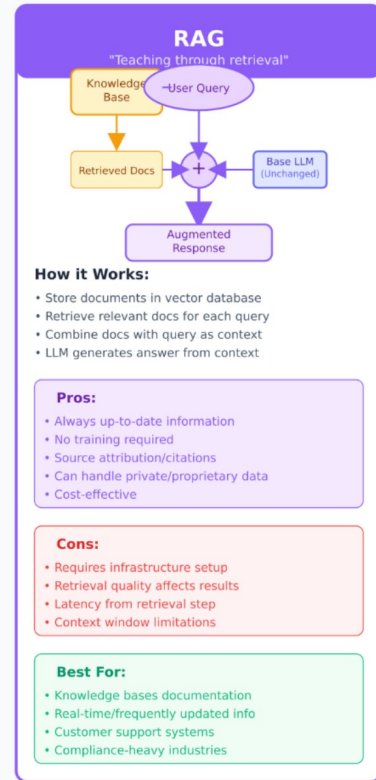 RAG
"Teaching through retrieval"
Knowledge
Base
User Query
Retrieved Docs
+
Base LLM
(Unchanged)
Augmented
Response
How it Works:
• Store documents in vector database
• Retrieve relevant docs for each query
• Combine docs with query as context
• LLM generates answer from context
Pros:
• Always up-to-date information
• No training required
• Source attribution/citations
• Can handle private/proprietary data
• Cost-effective
Cons:
• Requires infrastructure setup
• Retrieval quality affects results
• Latency from retrieval step
• Context window limitations
Best For:
• Knowledge bases documentation
• Real-time/frequently updated info
• Customer support systems
• Compliance-heavy industries